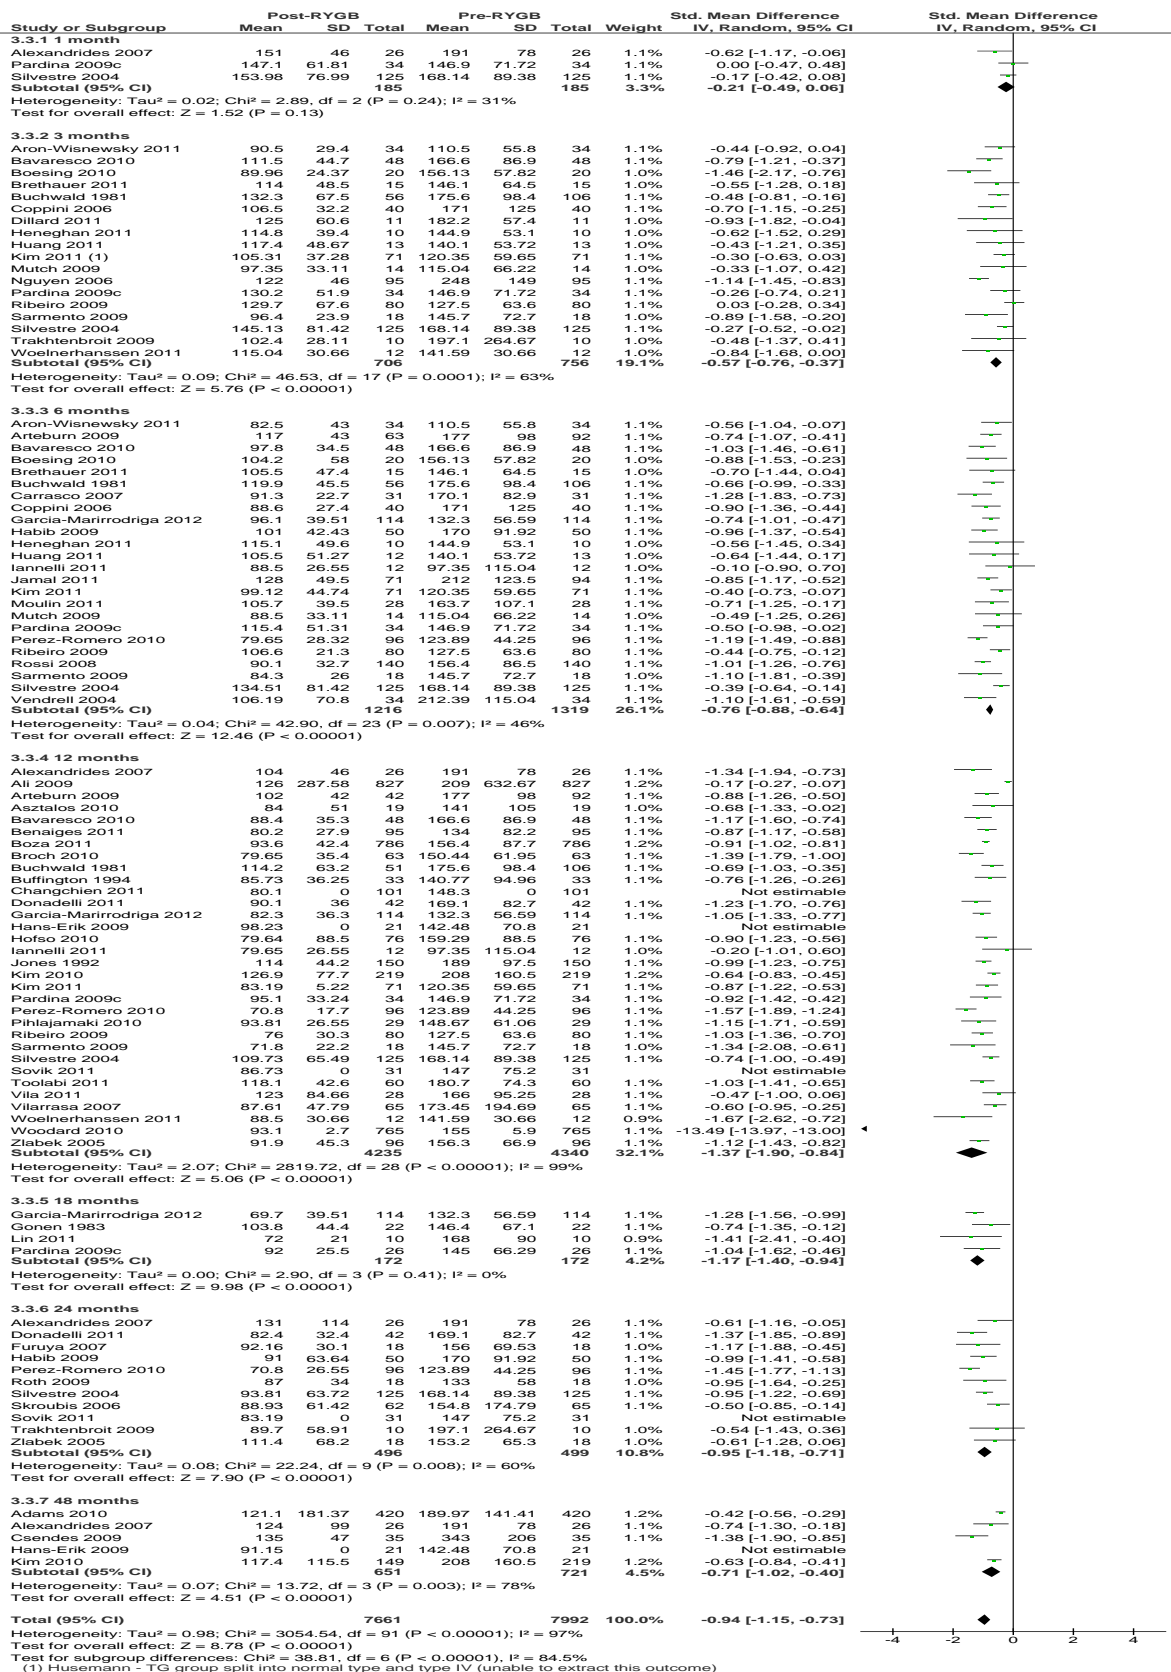 Post-RYGB Pre-RYGB Std. Mean Difference Std. Mean Difference
Study or Subgroup Mean SD Total Mean SD Total Weight IV, Random, 95% CI IV, Random, 95% CI
3.3.1 1 month
Alexandrides 2007 151 46 26 191 78 26 1.1% -0.62 [-1.17, -0.06]
Pardina 2009c 147.1 61.81 34 146.9 71.72 34 1.1% 0.00 [-0.47, 0.48]
Silvestre 2004 153.98 76.99 125 168.14 89.38 125 1.1% -0.17 [-0.42, 0.08]
Subtotal (95% CI) 185 185 3.3% -0.21 [-0.49, 0.06]
Heterogeneity: Tau² = 0.02; Chi² = 2.89, df = 2 (P = 0.24); I² = 31%
Test for overall effect: Z = 1.52 (P = 0.13)
3.3.2 3 months
Aron-Wisnewsky 2011 90.5 29.4 34 110.5 55.8 34 1.1% -0.44 [-0.92, 0.04]
Bavaresco 2010 111.5 44.7 48 166.6 86.9 48 1.1% -0.79 [-1.21, -0.37]
Boesing 2010 89.96 24.37 20 156.13 57.82 20 1.0% -1.46 [-2.17, -0.76]
Brethauer 2011 114 48.5 15 146.1 64.5 15 1.0% -0.55 [-1.28, 0.18]
Buchwald 1981 132.3 67.5 56 175.6 98.4 106 1.1% -0.48 [-0.81, -0.16]
Coppini 2006 106.5 32.2 40 171 125 40 1.1% -0.70 [-1.15, -0.25]
Dillard 2011 125 60.6 11 182.2 57.4 11 1.0% -0.93 [-1.82, -0.04]
Heneghan 2011 114.8 39.4 10 144.9 53.1 10 1.0% -0.62 [-1.52, 0.29]
Huang 2011 117.4 48.67 13 140.1 53.72 13 1.0% -0.43 [-1.21, 0.35]
Kim 2011 (1) 105.31 37.28 71 120.35 59.65 71 1.1% -0.30 [-0.63, 0.03]
Mutch 2009 97.35 33.11 14 115.04 66.22 14 1.0% -0.33 [-1.07, 0.42]
Nguyen 2006 122 46 95 248 149 95 1.1% -1.14 [-1.45, -0.83]
Pardina 2009c 130.2 51.9 34 146.9 71.72 34 1.1% -0.26 [-0.74, 0.21]
Ribeiro 2009 129.7 67.6 80 127.5 63.6 80 1.1% 0.03 [-0.28, 0.34]
Sarmento 2009 96.4 23.9 18 145.7 72.7 18 1.0% -0.89 [-1.58, -0.20]
Silvestre 2004 145.13 81.42 125 168.14 89.38 125 1.1% -0.27 [-0.52, -0.02]
Trakhtenbroit 2009 102.4 28.11 10 197.1 264.67 10 1.0% -0.48 [-1.37, 0.41]
Woelnerhanssen 2011 115.04 30.66 12 141.59 30.66 12 1.0% -0.84 [-1.68, 0.00]
Subtotal (95% CI) 706 756 19.1% -0.57 [-0.76, -0.37]
Heterogeneity: Tau² = 0.09; Chi² = 46.53, df = 17 (P = 0.0001); I² = 63%
Test for overall effect: Z = 5.76 (P < 0.00001)
3.3.3 6 months
Aron-Wisnewsky 2011 82.5 43 34 110.5 55.8 34 1.1% -0.56 [-1.04, -0.07]
Arteburn 2009 117 43 63 177 98 92 1.1% -0.74 [-1.07, -0.41]
Bavaresco 2010 97.8 34.5 48 166.6 86.9 48 1.1% -1.03 [-1.46, -0.61]
Boesing 2010 104.2 58 20 156.13 57.82 20 1.0% -0.88 [-1.53, -0.23]
Brethauer 2011 105.5 47.4 15 146.1 64.5 15 1.0% -0.70 [-1.44, 0.04]
Buchwald 1981 119.9 45.5 56 175.6 98.4 106 1.1% -0.66 [-0.99, -0.33]
Carrasco 2007 91.3 22.7 31 170.1 82.9 31 1.1% -1.28 [-1.83, -0.73]
Coppini 2006 88.6 27.4 40 171 125 40 1.1% -0.90 [-1.36, -0.44]
Garcia-Marirrodriga 2012 96.1 39.51 114 132.3 56.59 114 1.1% -0.74 [-1.01, -0.47]
Habib 2009 101 42.43 50 170 91.92 50 1.1% -0.96 [-1.37, -0.54]
Heneghan 2011 115.1 49.6 10 144.9 53.1 10 1.0% -0.56 [-1.45, 0.34]
Huang 2011 105.5 51.27 12 140.1 53.72 13 1.0% -0.64 [-1.44, 0.17]
Iannelli 2011 88.5 26.55 12 97.35 115.04 12 1.0% -0.10 [-0.90, 0.70]
Jamal 2011 128 49.5 71 212 123.5 94 1.1% -0.85 [-1.17, -0.52]
Kim 2011 99.12 44.74 71 120.35 59.65 71 1.1% -0.40 [-0.73, -0.07]
Moulin 2011 105.7 39.5 28 163.7 107.1 28 1.1% -0.71 [-1.25, -0.17]
Mutch 2009 88.5 33.11 14 115.04 66.22 14 1.0% -0.49 [-1.25, 0.26]
Pardina 2009c 115.4 51.31 34 146.9 71.72 34 1.1% -0.50 [-0.98, -0.02]
Perez-Romero 2010 79.65 28.32 96 123.89 44.25 96 1.1% -1.19 [-1.49, -0.88]
Ribeiro 2009 106.6 21.3 80 127.5 63.6 80 1.1% -0.44 [-0.75, -0.12]
Rossi 2008 90.1 32.7 140 156.4 86.5 140 1.1% -1.01 [-1.26, -0.76]
Sarmento 2009 84.3 26 18 145.7 72.7 18 1.0% -1.10 [-1.81, -0.39]
Silvestre 2004 134.51 81.42 125 168.14 89.38 125 1.1% -0.39 [-0.64, -0.14]
Vendrell 2004 106.19 70.8 34 212.39 115.04 34 1.1% -1.10 [-1.61, -0.59]
Subtotal (95% CI) 1216 1319 26.1% -0.76 [-0.88, -0.64]
Heterogeneity: Tau² = 0.04; Chi² = 42.90, df = 23 (P = 0.007); I² = 46%
Test for overall effect: Z = 12.46 (P < 0.00001)
3.3.4 12 months
Alexandrides 2007 104 46 26 191 78 26 1.1% -1.34 [-1.94, -0.73]
Ali 2009 126 287.58 827 209 632.67 827 1.2% -0.17 [-0.27, -0.07]
Arteburn 2009 102 42 42 177 98 92 1.1% -0.88 [-1.26, -0.50]
Asztalos 2010 84 51 19 141 105 19 1.0% -0.68 [-1.33, -0.02]
Bavaresco 2010 88.4 35.3 48 166.6 86.9 48 1.1% -1.17 [-1.60, -0.74]
Benaiges 2011 80.2 27.9 95 134 82.2 95 1.1% -0.87 [-1.17, -0.58]
Boza 2011 93.6 42.4 786 156.4 87.7 786 1.2% -0.91 [-1.02, -0.81]
Broch 2010 79.65 35.4 63 150.44 61.95 63 1.1% -1.39 [-1.79, -1.00]
Buchwald 1981 114.2 63.2 51 175.6 98.4 106 1.1% -0.69 [-1.03, -0.35]
Buffington 1994 85.73 36.25 33 140.77 94.96 33 1.1% -0.76 [-1.26, -0.26]
Changchien 2011 80.1 0 101 148.3 0 101 Not estimable
Donadelli 2011 90.1 36 42 169.1 82.7 42 1.1% -1.23 [-1.70, -0.76]
Garcia-Marirrodriga 2012 82.3 36.3 114 132.3 56.59 114 1.1% -1.05 [-1.33, -0.77]
Hans-Erik 2009 98.23 0 21 142.48 70.8 21 Not estimable
Hofso 2010 79.64 88.5 76 159.29 88.5 76 1.1% -0.90 [-1.23, -0.56]
Iannelli 2011 79.65 26.55 12 97.35 115.04 12 1.0% -0.20 [-1.01, 0.60]
Jones 1992 114 44.2 150 189 97.5 150 1.1% -0.99 [-1.23, -0.75]
Kim 2010 126.9 77.7 219 208 160.5 219 1.2% -0.64 [-0.83, -0.45]
Kim 2011 83.19 5.22 71 120.35 59.65 71 1.1% -0.87 [-1.22, -0.53]
Pardina 2009c 95.1 33.24 34 146.9 71.72 34 1.1% -0.92 [-1.42, -0.42]
Perez-Romero 2010 70.8 17.7 96 123.89 44.25 96 1.1% -1.57 [-1.89, -1.24]
Pihlajamaki 2010 93.81 26.55 29 148.67 61.06 29 1.1% -1.15 [-1.71, -0.59]
Ribeiro 2009 76 30.3 80 127.5 63.6 80 1.1% -1.03 [-1.36, -0.70]
Sarmento 2009 71.8 22.2 18 145.7 72.7 18 1.0% -1.34 [-2.08, -0.61]
Silvestre 2004 109.73 65.49 125 168.14 89.38 125 1.1% -0.74 [-1.00, -0.49]
Sovik 2011 86.73 0 31 147 75.2 31 Not estimable
Toolabi 2011 118.1 42.6 60 180.7 74.3 60 1.1% -1.03 [-1.41, -0.65]
Vila 2011 123 84.66 28 166 95.25 28 1.1% -0.47 [-1.00, 0.06]
Vilarrasa 2007 87.61 47.79 65 173.45 194.69 65 1.1% -0.60 [-0.95, -0.25]
Woelnerhanssen 2011 88.5 30.66 12 141.59 30.66 12 0.9% -1.67 [-2.62, -0.72]
Woodard 2010 93.1 2.7 765 155 5.9 765 1.1% -13.49 [-13.97, -13.00]
Zlabek 2005 91.9 45.3 96 156.3 66.9 96 1.1% -1.12 [-1.43, -0.82]
Subtotal (95% CI) 4235 4340 32.1% -1.37 [-1.90, -0.84]
Heterogeneity: Tau² = 2.07; Chi² = 2819.72, df = 28 (P < 0.00001); I² = 99%
Test for overall effect: Z = 5.06 (P < 0.00001)
3.3.5 18 months
Garcia-Marirrodriga 2012 69.7 39.51 114 132.3 56.59 114 1.1% -1.28 [-1.56, -0.99]
Gonen 1983 103.8 44.4 22 146.4 67.1 22 1.0% -0.74 [-1.35, -0.12]
Lin 2011 72 21 10 168 90 10 0.9% -1.41 [-2.41, -0.40]
Pardina 2009c 92 25.5 26 145 66.29 26 1.1% -1.04 [-1.62, -0.46]
Subtotal (95% CI) 172 172 4.2% -1.17 [-1.40, -0.94]
Heterogeneity: Tau² = 0.00; Chi² = 2.90, df = 3 (P = 0.41); I² = 0%
Test for overall effect: Z = 9.98 (P < 0.00001)
3.3.6 24 months
Alexandrides 2007 131 114 26 191 78 26 1.1% -0.61 [-1.16, -0.05]
Donadelli 2011 82.4 32.4 42 169.1 82.7 42 1.1% -1.37 [-1.85, -0.89]
Furuya 2007 92.16 30.1 18 156 69.53 18 1.0% -1.17 [-1.88, -0.45]
Habib 2009 91 63.64 50 170 91.92 50 1.1% -0.99 [-1.41, -0.58]
Perez-Romero 2010 70.8 26.55 96 123.89 44.25 96 1.1% -1.45 [-1.77, -1.13]
Roth 2009 87 34 18 133 58 18 1.0% -0.95 [-1.64, -0.25]
Silvestre 2004 93.81 63.72 125 168.14 89.38 125 1.1% -0.95 [-1.22, -0.69]
Skroubis 2006 88.93 61.42 62 154.8 174.79 65 1.1% -0.50 [-0.85, -0.14]
Sovik 2011 83.19 0 31 147 75.2 31 Not estimable
Trakhtenbroit 2009 89.7 58.91 10 197.1 264.67 10 1.0% -0.54 [-1.43, 0.36]
Zlabek 2005 111.4 68.2 18 153.2 65.3 18 1.0% -0.61 [-1.28, 0.06]
Subtotal (95% CI) 496 499 10.8% -0.95 [-1.18, -0.71]
Heterogeneity: Tau² = 0.08; Chi² = 22.24, df = 9 (P = 0.008); I² = 60%
Test for overall effect: Z = 7.90 (P < 0.00001)
3.3.7 48 months
Adams 2010 121.1 181.37 420 189.97 141.41 420 1.2% -0.42 [-0.56, -0.29]
Alexandrides 2007 124 99 26 191 78 26 1.1% -0.74 [-1.30, -0.18]
Csendes 2009 135 47 35 343 206 35 1.1% -1.38 [-1.90, -0.85]
Hans-Erik 2009 91.15 0 21 142.48 70.8 21 Not estimable
Kim 2010 117.4 115.5 149 208 160.5 219 1.2% -0.63 [-0.84, -0.41]
Subtotal (95% CI) 651 721 4.5% -0.71 [-1.02, -0.40]
Heterogeneity: Tau² = 0.07; Chi² = 13.72, df = 3 (P = 0.003); I² = 78%
Test for overall effect: Z = 4.51 (P < 0.00001)
Total (95% CI) 7661 7992 100.0% -0.94 [-1.15, -0.73]
Heterogeneity: Tau² = 0.98; Chi² = 3054.54, df = 91 (P < 0.00001); I² = 97%
Test for overall effect: Z = 8.78 (P < 0.00001)
-4 -2 0 2 4
Test for subgroup differences: Chi² = 38.81, df = 6 (P < 0.00001), I² = 84.5%
(1) Husemann - TG group split into normal type and type IV (unable to extract this outcome)